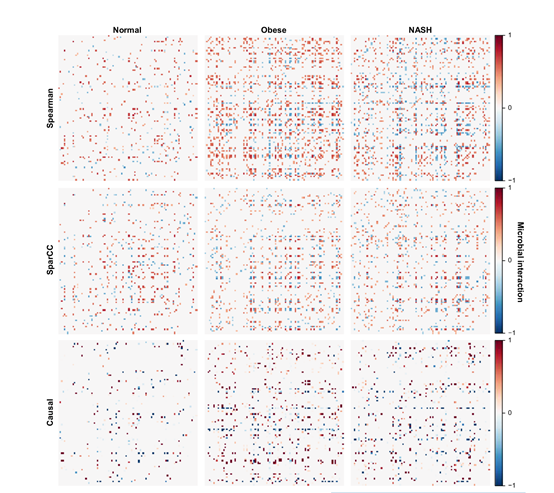 Normal Obese NASH
Spearman
1
0
−1
SparCC
1
0
−1
Microbial interaction
Causal
1
0
−1